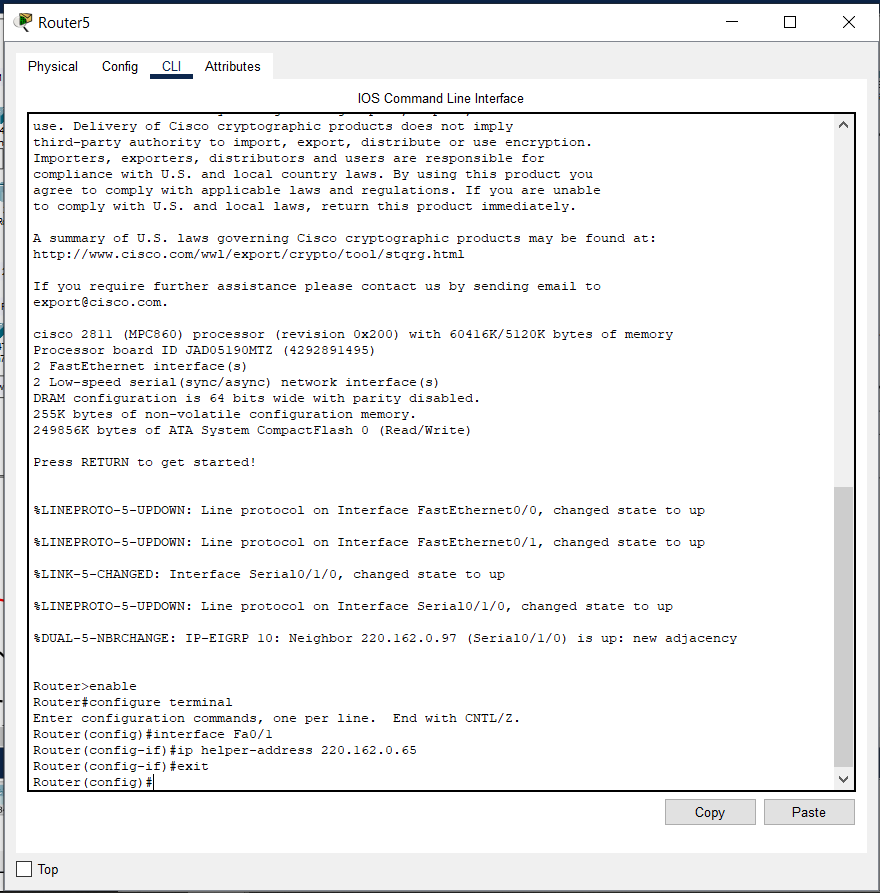 Router5
Physical Config CLI Attributes
IOS Command Line Interface
use. Delivery of Cisco cryptographic products does not imply
third-party authority to import, export, distribute or use encryption.
Importers, exporters, distributors and users are responsible for
compliance with U.S. and local country laws. By using this product you
agree to comply with applicable laws and regulations. If you are unable
to comply with U.S. and local laws, return this product immediately.
A summary of U.S. laws governing Cisco cryptographic products may be found at:
http://www.cisco.com/wwl/export/crypto/tool/stqrg.html
If you require further assistance please contact us by sending email to
export@cisco.com.
cisco 2811 (MPC860) processor (revision 0x200) with 60416K/5120K bytes of memory
Processor board ID JAD05190MTZ (4292891495)
2 FastEthernet interface(s)
2 Low-speed serial(sync/async) network interface(s)
DRAM configuration is 64 bits wide with parity disabled.
255K bytes of non-volatile configuration memory.
249856K bytes of ATA System CompactFlash 0 (Read/Write)
Press RETURN to get started!
%LINEPROTO-5-UPDOWN: Line protocol on Interface FastEthernet0/0, changed state to up
%LINEPROTO-5-UPDOWN: Line protocol on Interface FastEthernet0/1, changed state to up
%LINK-5-CHANGED: Interface Serial0/1/0, changed state to up
%LINEPROTO-5-UPDOWN: Line protocol on Interface Serial0/1/0, changed state to up
%DUAL-5-NBRCHANGE: IP-EIGRP 10: Neighbor 220.162.0.97 (Serial0/1/0) is up: new adjacency
Router>enable
Router#configure terminal
Enter configuration commands, one per line.  End with CNTL/Z.
Router(config)#interface Fa0/1
Router(config-if)#ip helper-address 220.162.0.65
Router(config-if)#exit
Router(config)#
Copy Paste
Top